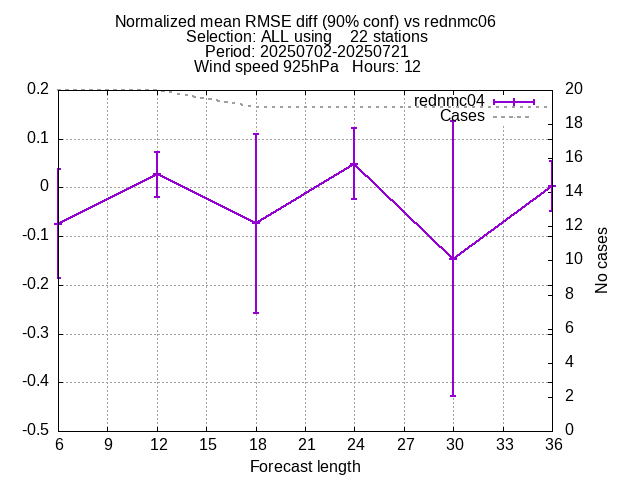 Normalized mean RMSE diff (90% conf) vs rednmc06
Selection: ALL using    22 stations
Period: 20250702-20250721
Wind speed 925hPa   Hours: 12
rednmc04
Cases
0.2
0.1
0
-0.1
-0.2
-0.3
-0.4
-0.5
20
18
16
14
12
10
8
6
4
2
0
No cases
6 9 12 15 18 21 24 27 30 33 36
Forecast length